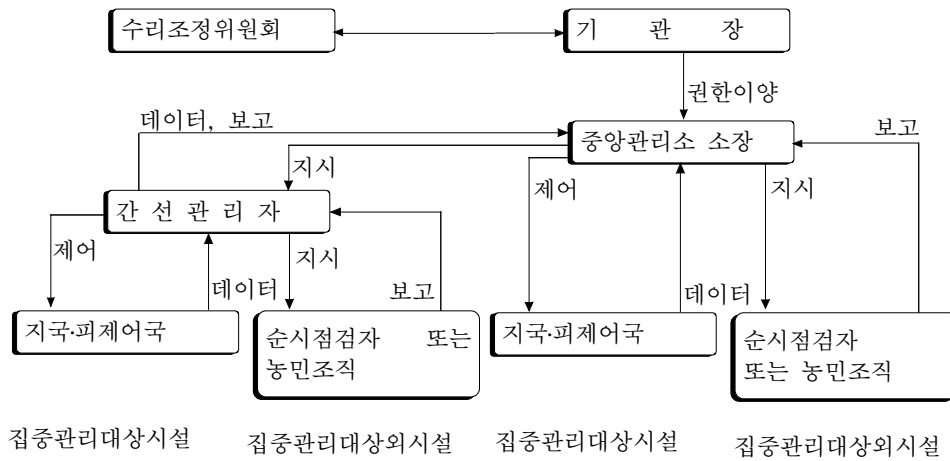 수리조정위원회
기 관 장
권한이양
데이터, 보고
보고
중앙관리소 소장
지시
제어
지시
간 선 관 리 자
제어
지시
데이터
보고
데이터
지국·피제어국
순시점검자 또는
농민조직
지국·피제어국
순시점검자
또는 농민조직
집중관리대상시설
집중관리대상외시설
집중관리대상시설
집중관리대상외시설